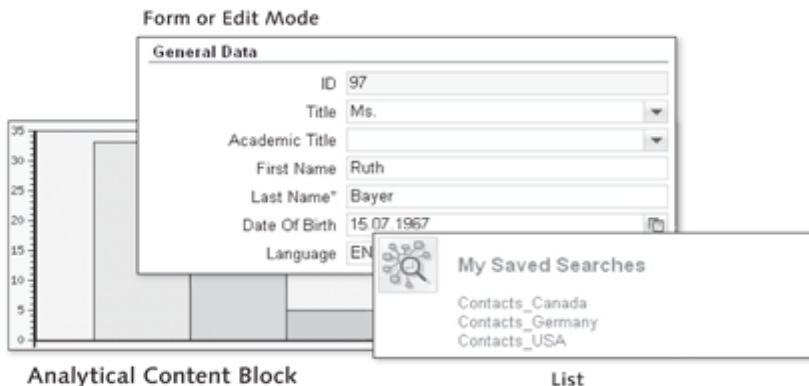 Form or Edit Mode
General Data
ID 97
Title Ms.
Academic Title
First Name Ruth
Last Name* Bayer
Date Of Birth 15.07.1967
Language EN
35
30
25
20
15
10
5
0
My Saved Searches
Contacts_Canada
Contacts_Germany
Contacts_USA
Analytical Content Block
List